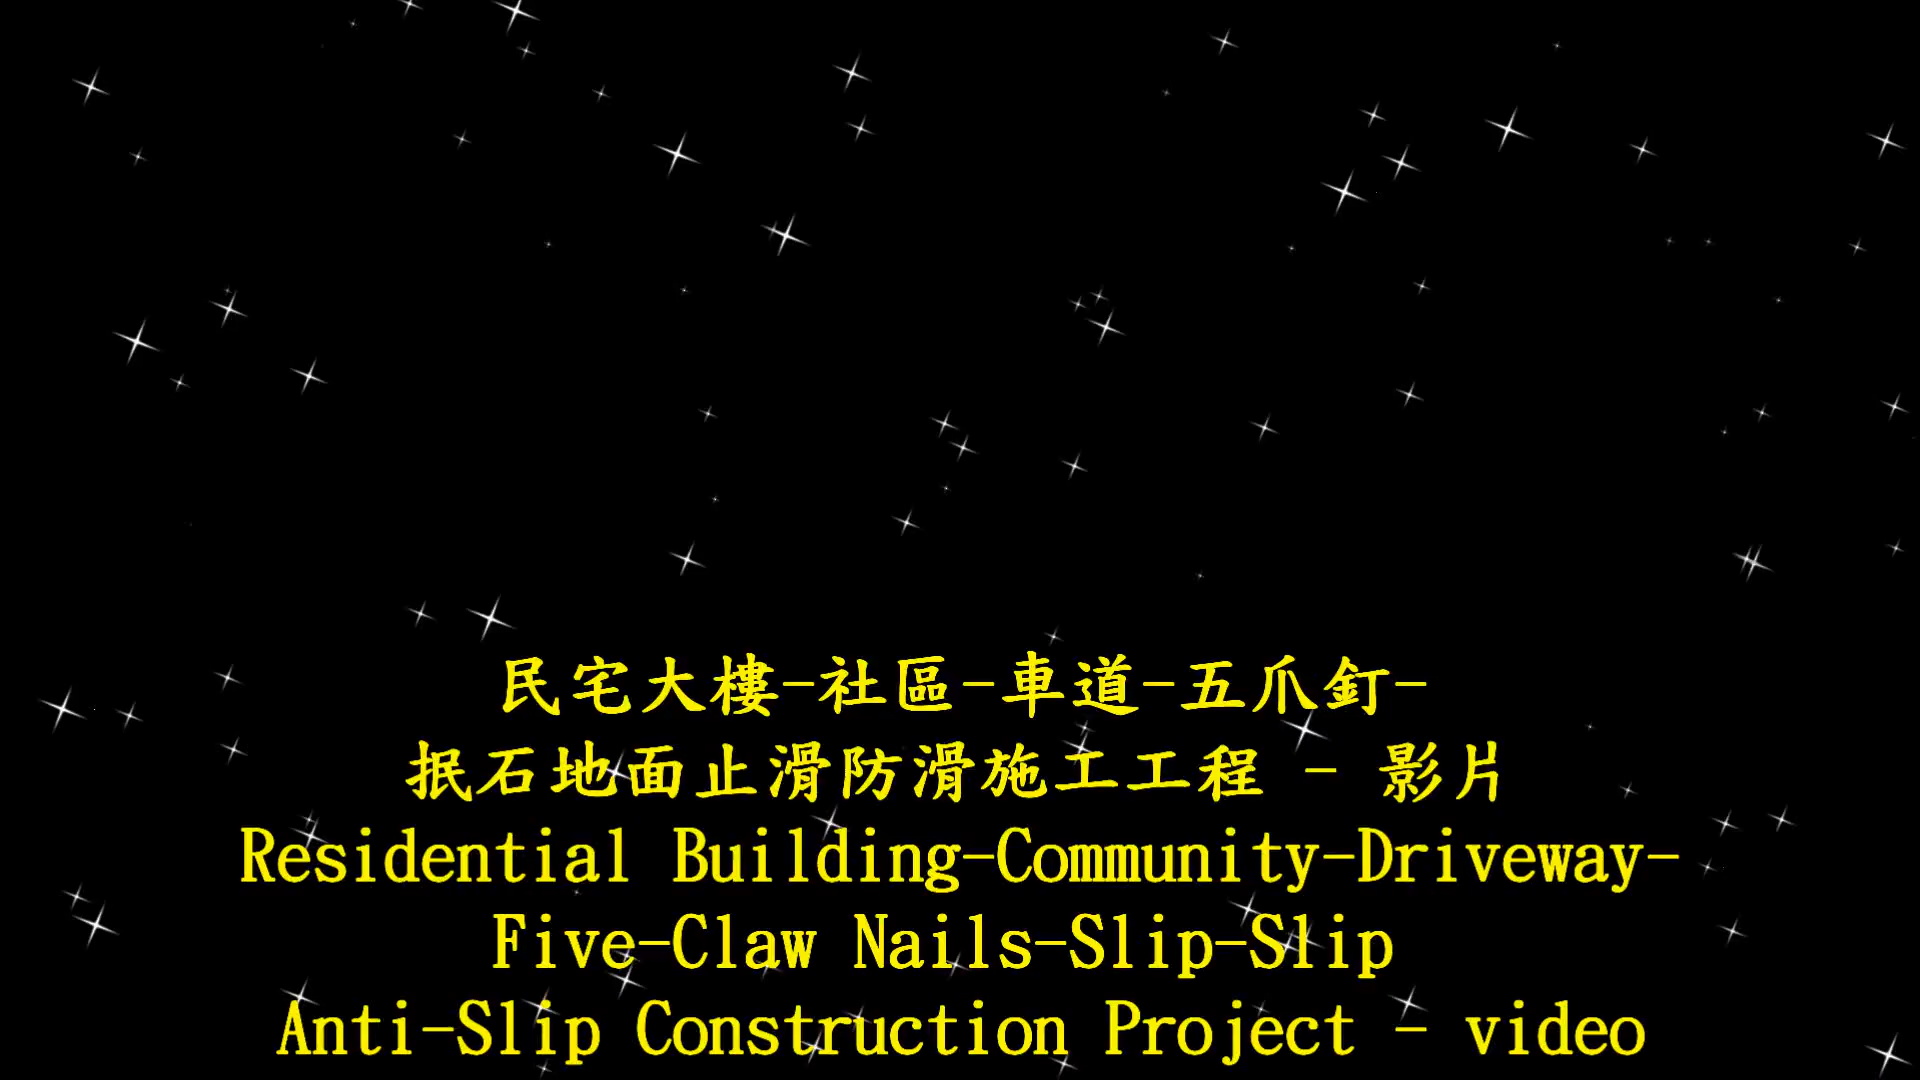 民宅大樓-社區-車道-五爪釘-
抿石地面止滑防滑施工工程 - 影片
Residential Building-Community-Driveway-
Five-Claw Nails-Slip-Slip
Anti-Slip Construction Project - video